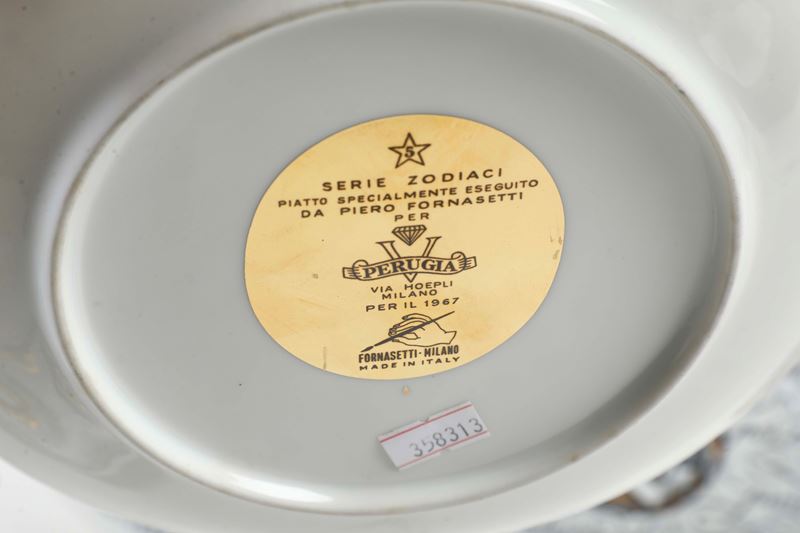 5
SERIE ZODIACI
PIATTO SPECIALMENTE ESEGUITO
DA PIERO FORNASETTI
PER
V
PERUGIA
VIA HOEPLI
MILANO
PER IL 1967
FORNASETTI-MILANO
MADE IN ITALY
358313